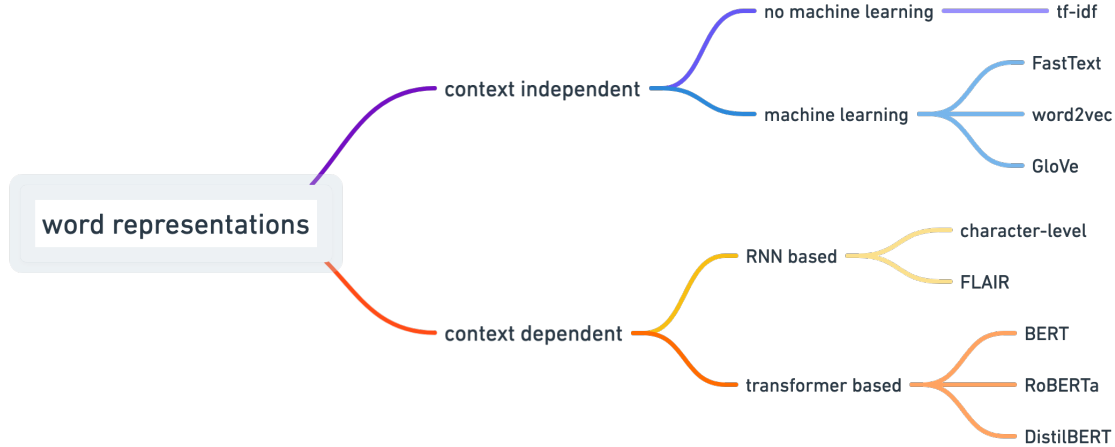 word representations
context independent
no machine learning
tf-idf
machine learning
FastText
word2vec
GloVe
context dependent
RNN based
character-level
FLAIR
transformer based
BERT
RoBERTa
DistilBERT